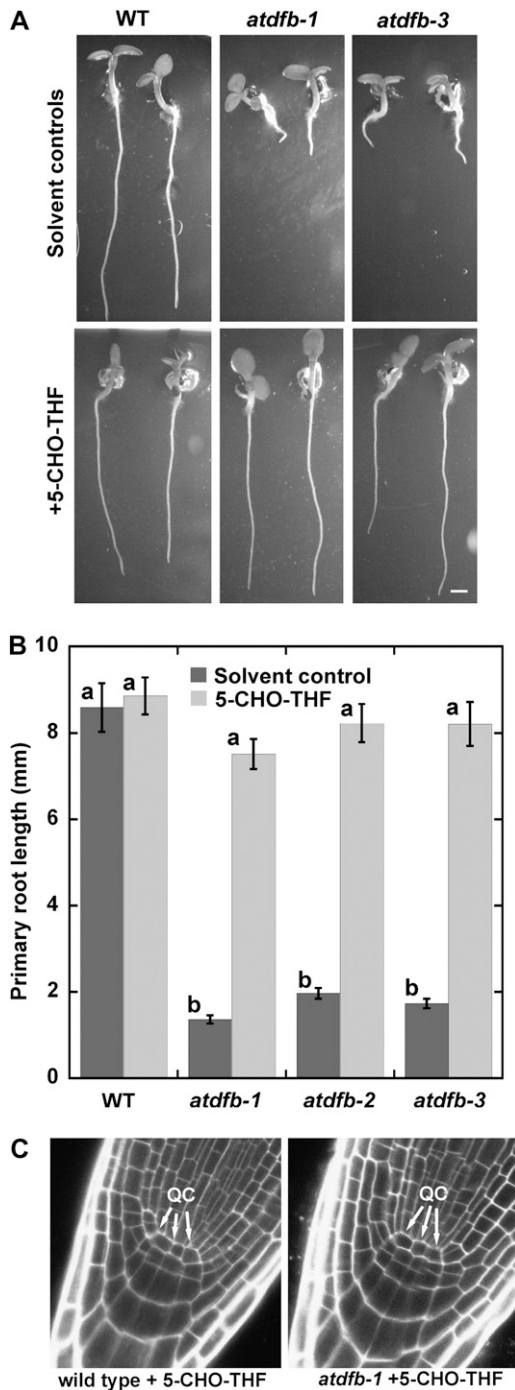 A
WT
atdfb-1
atdfb-3
Solvent controls
+5-CHO-THF
B
10
8
6
4
2
0
Primary root length (mm)
Solvent control
5-CHO-THF
a
a
b
a
b
a
b
a
WT
atdfb-1
atdfb-2
atdfb-3
C
QC
QC
wild type + 5-CHO-THF
atdfb-1 +5-CHO-THF